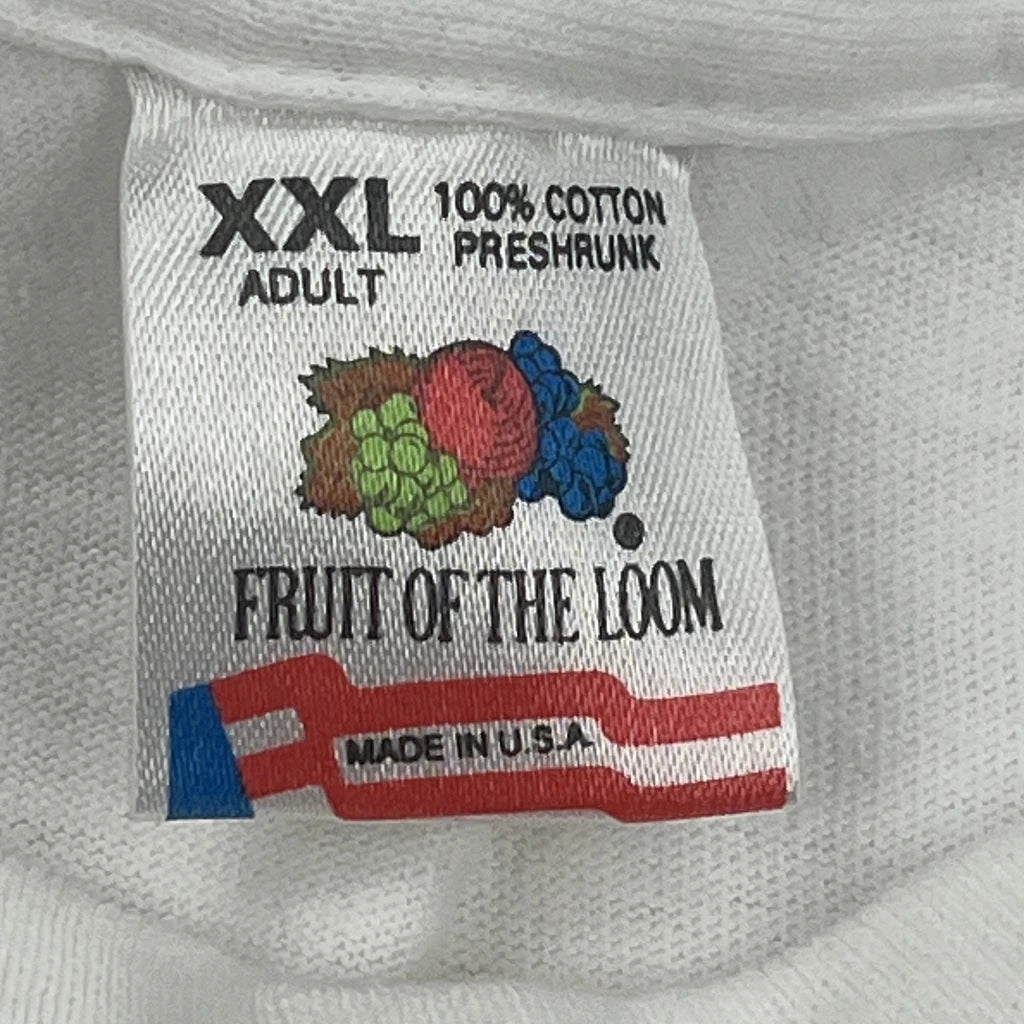 XXL
ADULT
100% COTTON
PRESHRUNK
FRUIT OF THE LOOM
MADE IN U.S.A.